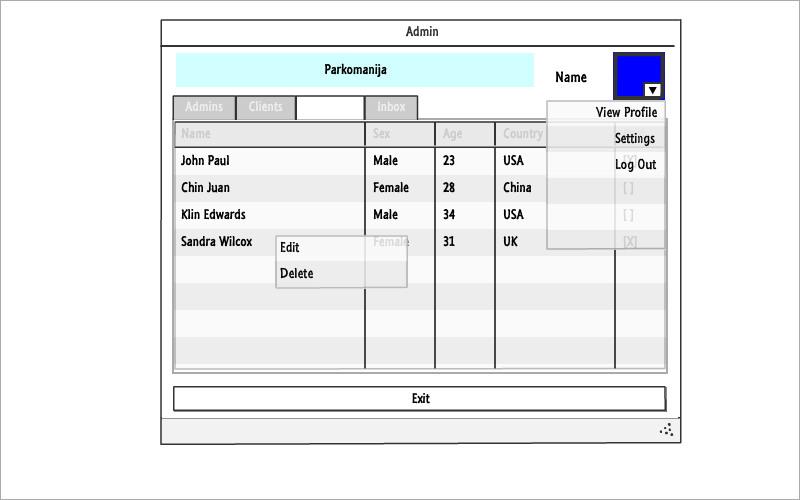 Admin
Parkomanija
Name
▼
Admins Clients Inbox
View Profile
Settings
Log Out
Name Sex Age Country
John Paul Male 23 USA
Chin Juan Female 28 China [ ]
Klin Edwards Male 34 USA [ ]
Sandra Wilcox Female 31 UK [X]
Edit
Delete
Exit